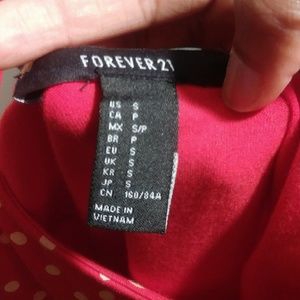 FOREVER 21
US S
CA P
MX S/P
BR P
EU S
UK S
KR S
JP S
CN 160/84A
MADE IN
VIETNAM